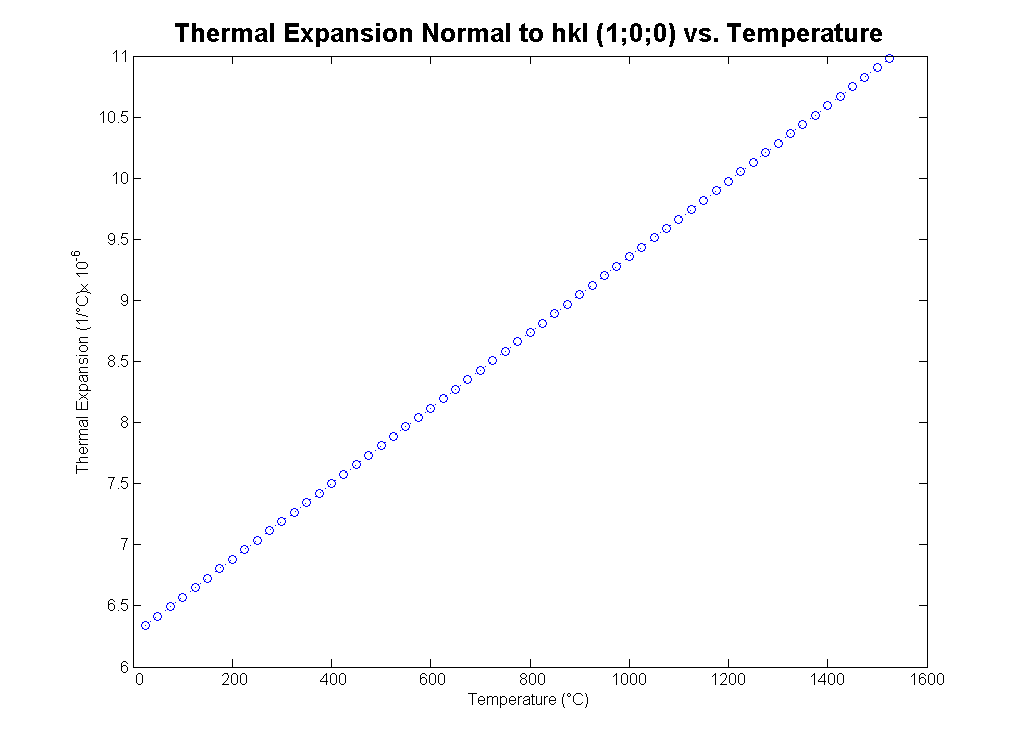 Thermal Expansion Normal to hkl (1;0;0) vs. Temperature
11
10.5
10
9.5
9
8.5
8
7.5
7
6.5
6
Thermal Expansion (1/°C)× 10-6
0 200 400 600 800 1000 1200 1400 1600
Temperature (°C)